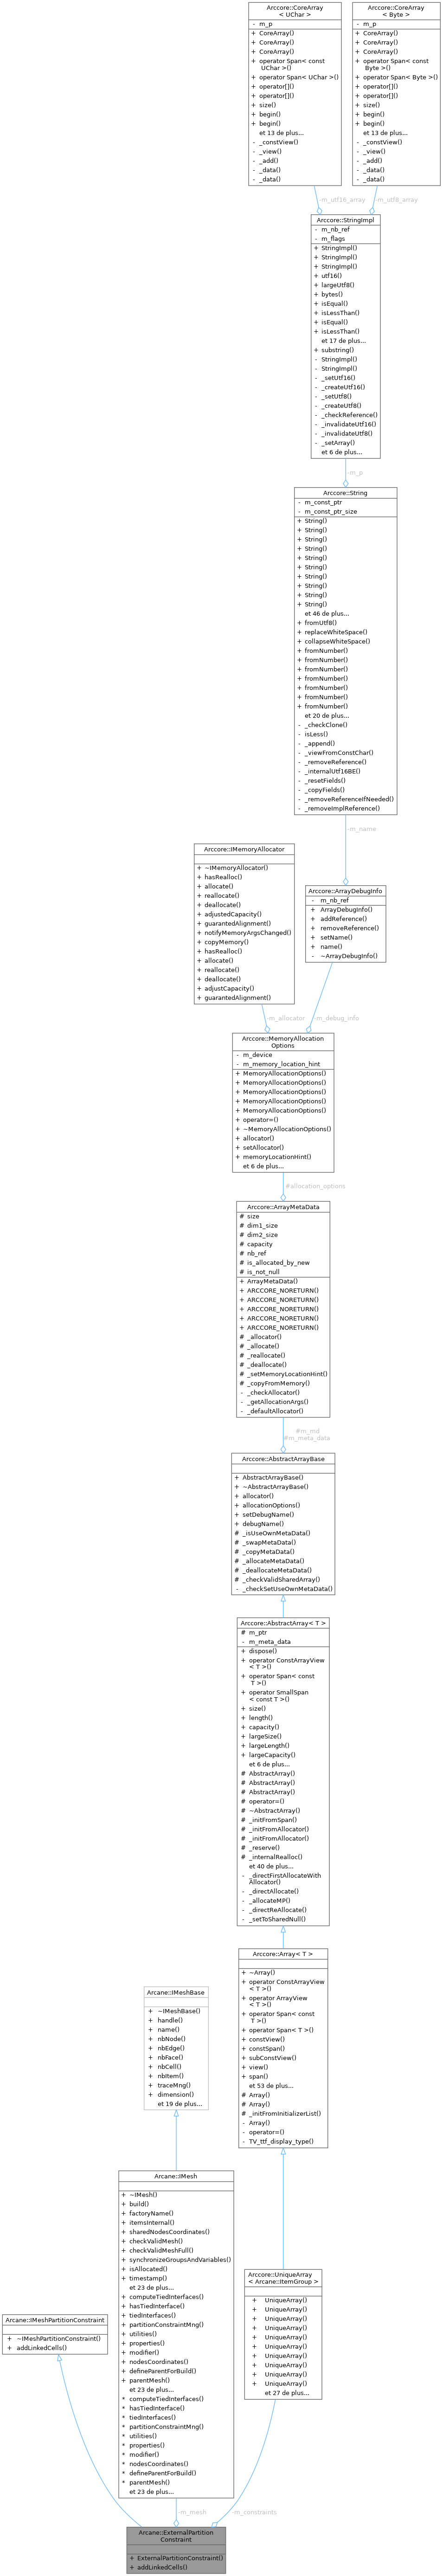 Arccore::CoreArray
< UChar >
- m_p
+ CoreArray()
+ CoreArray()
+ CoreArray()
+ operator Span< const
UChar >()
+ operator Span< UChar >()
+ operator[]()
+ operator[]()
+ size()
+ begin()
+ begin()
et 13 de plus...
- _constView()
- _view()
- _add()
- _data()
- _data()
Arccore::CoreArray
< Byte >
- m_p
+ CoreArray()
+ CoreArray()
+ CoreArray()
+ operator Span< const
Byte >()
+ operator Span< Byte >()
+ operator[]()
+ operator[]()
+ size()
+ begin()
+ begin()
et 13 de plus...
- _constView()
- _view()
- _add()
- _data()
- _data()
-m_utf16_array
-m_utf8_array
Arccore::StringImpl
- m_nb_ref
- m_flags
+ StringImpl()
+ StringImpl()
+ StringImpl()
+ utf16()
+ largeUtf8()
+ bytes()
+ isEqual()
+ isLessThan()
+ isEqual()
+ isLessThan()
et 17 de plus...
+ substring()
- StringImpl()
- StringImpl()
- _setUtf16()
- _createUtf16()
- _setUtf8()
- _createUtf8()
- _checkReference()
- _invalidateUtf16()
- _invalidateUtf8()
- _setArray()
et 6 de plus...
-m_p
Arccore::String
- m_const_ptr
- m_const_ptr_size
+ String()
+ String()
+ String()
+ String()
+ String()
+ String()
+ String()
+ String()
+ String()
+ String()
et 46 de plus...
+ fromUtf8()
+ replaceWhiteSpace()
+ collapseWhiteSpace()
+ fromNumber()
+ fromNumber()
+ fromNumber()
+ fromNumber()
+ fromNumber()
+ fromNumber()
+ fromNumber()
et 20 de plus...
- _checkClone()
- isLess()
- _append()
- _viewFromConstChar()
- _removeReference()
- _internalUtf16BE()
- _resetFields()
- _copyFields()
- _removeReferenceIfNeeded()
- _removeImplReference()
-m_name
Arccore::IMemoryAllocator
+ ~IMemoryAllocator()
+ hasRealloc()
+ allocate()
+ reallocate()
+ deallocate()
+ adjustedCapacity()
+ guarantedAlignment()
+ notifyMemoryArgsChanged()
+ copyMemory()
+ hasRealloc()
+ allocate()
+ reallocate()
+ deallocate()
+ adjustCapacity()
+ guarantedAlignment()
Arccore::ArrayDebugInfo
- m_nb_ref
+ ArrayDebugInfo()
+ addReference()
+ removeReference()
+ setName()
+ name()
- ~ArrayDebugInfo()
-m_allocator
-m_debug_info
Arccore::MemoryAllocation
Options
- m_device
- m_memory_location_hint
+ MemoryAllocationOptions()
+ MemoryAllocationOptions()
+ MemoryAllocationOptions()
+ MemoryAllocationOptions()
+ MemoryAllocationOptions()
+ operator=()
+ ~MemoryAllocationOptions()
+ allocator()
+ setAllocator()
+ memoryLocationHint()
et 6 de plus...
#allocation_options
Arccore::ArrayMetaData
# size
# dim1_size
# dim2_size
# capacity
# nb_ref
# is_allocated_by_new
# is_not_null
+ ArrayMetaData()
+ ARCCORE_NORETURN()
+ ARCCORE_NORETURN()
+ ARCCORE_NORETURN()
+ ARCCORE_NORETURN()
+ ARCCORE_NORETURN()
# _allocator()
# _allocate()
# _reallocate()
# _deallocate()
# _setMemoryLocationHint()
# _copyFromMemory()
- _checkAllocator()
- _getAllocationArgs()
- _defaultAllocator()
#m_md
#m_meta_data
Arccore::AbstractArrayBase
+ AbstractArrayBase()
+ ~AbstractArrayBase()
+ allocator()
+ allocationOptions()
+ setDebugName()
+ debugName()
# _isUseOwnMetaData()
# _swapMetaData()
# _copyMetaData()
# _allocateMetaData()
# _deallocateMetaData()
# _checkValidSharedArray()
- _checkSetUseOwnMetaData()
Arccore::AbstractArray< T >
# m_ptr
- m_meta_data
+ dispose()
+ operator ConstArrayView
< T >()
+ operator Span< const
T >()
+ operator SmallSpan
< const T >()
+ size()
+ length()
+ capacity()
+ largeSize()
+ largeLength()
+ largeCapacity()
et 6 de plus...
# AbstractArray()
# AbstractArray()
# AbstractArray()
# operator=()
# ~AbstractArray()
# _initFromSpan()
# _initFromAllocator()
# _initFromAllocator()
# _reserve()
# _internalRealloc()
et 40 de plus...
- _directFirstAllocateWith
Allocator()
- _directAllocate()
- _allocateMP()
- _directReAllocate()
- _setToSharedNull()
Arccore::Array< T >
+ ~Array()
+ operator ConstArrayView
< T >()
+ operator ArrayView
< T >()
+ operator Span< const
T >()
+ operator Span< T >()
+ constView()
+ constSpan()
+ subConstView()
+ view()
+ span()
et 53 de plus...
# Array()
# Array()
# _initFromInitializerList()
- Array()
- operator=()
- TV_ttf_display_type()
Arcane::IMeshBase
+ ~IMeshBase()
+ handle()
+ name()
+ nbNode()
+ nbEdge()
+ nbFace()
+ nbCell()
+ nbItem()
+ traceMng()
+ dimension()
et 19 de plus...
Arcane::IMesh
+ ~IMesh()
+ build()
+ factoryName()
+ itemsInternal()
+ sharedNodesCoordinates()
+ checkValidMesh()
+ checkValidMeshFull()
+ synchronizeGroupsAndVariables()
+ isAllocated()
+ timestamp()
et 23 de plus...
+ computeTiedInterfaces()
+ hasTiedInterface()
+ tiedInterfaces()
+ partitionConstraintMng()
+ utilities()
+ properties()
+ modifier()
+ nodesCoordinates()
+ defineParentForBuild()
+ parentMesh()
et 23 de plus...
* computeTiedInterfaces()
* hasTiedInterface()
* tiedInterfaces()
* partitionConstraintMng()
* utilities()
* properties()
* modifier()
* nodesCoordinates()
* defineParentForBuild()
* parentMesh()
et 23 de plus...
Arccore::UniqueArray
< Arcane::ItemGroup >
+ UniqueArray()
+ UniqueArray()
+ UniqueArray()
+ UniqueArray()
+ UniqueArray()
+ UniqueArray()
+ UniqueArray()
+ UniqueArray()
+ UniqueArray()
+ UniqueArray()
et 27 de plus...
Arcane::IMeshPartitionConstraint
+ ~IMeshPartitionConstraint()
+ addLinkedCells()
-m_mesh
-m_constraints
Arcane::ExternalPartition
Constraint
+ ExternalPartitionConstraint()
+ addLinkedCells()